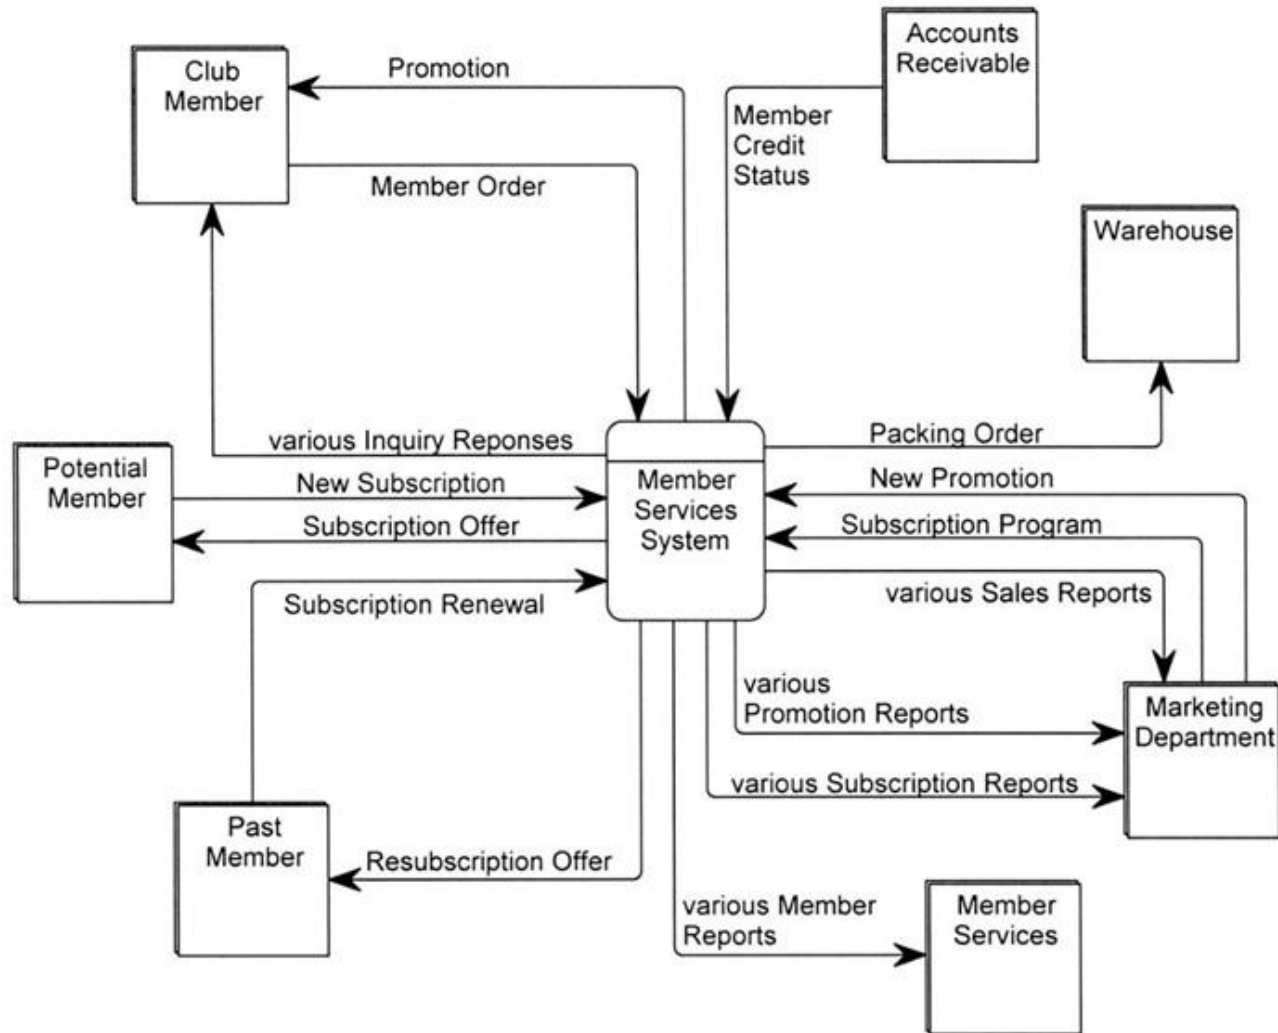 Club
Member
Promotion
Member Order
Accounts
Receivable
Member
Credit
Status
Warehouse
various Inquiry Reponses
Packing Order
Potential
Member
New Subscription
Subscription Offer
Subscription Renewal
Member
Services
System
New Promotion
Subscription Program
various Sales Reports
various
Promotion Reports
various Subscription Reports
Marketing
Department
Past
Member
Resubscription Offer
various Member
Reports
Member
Services